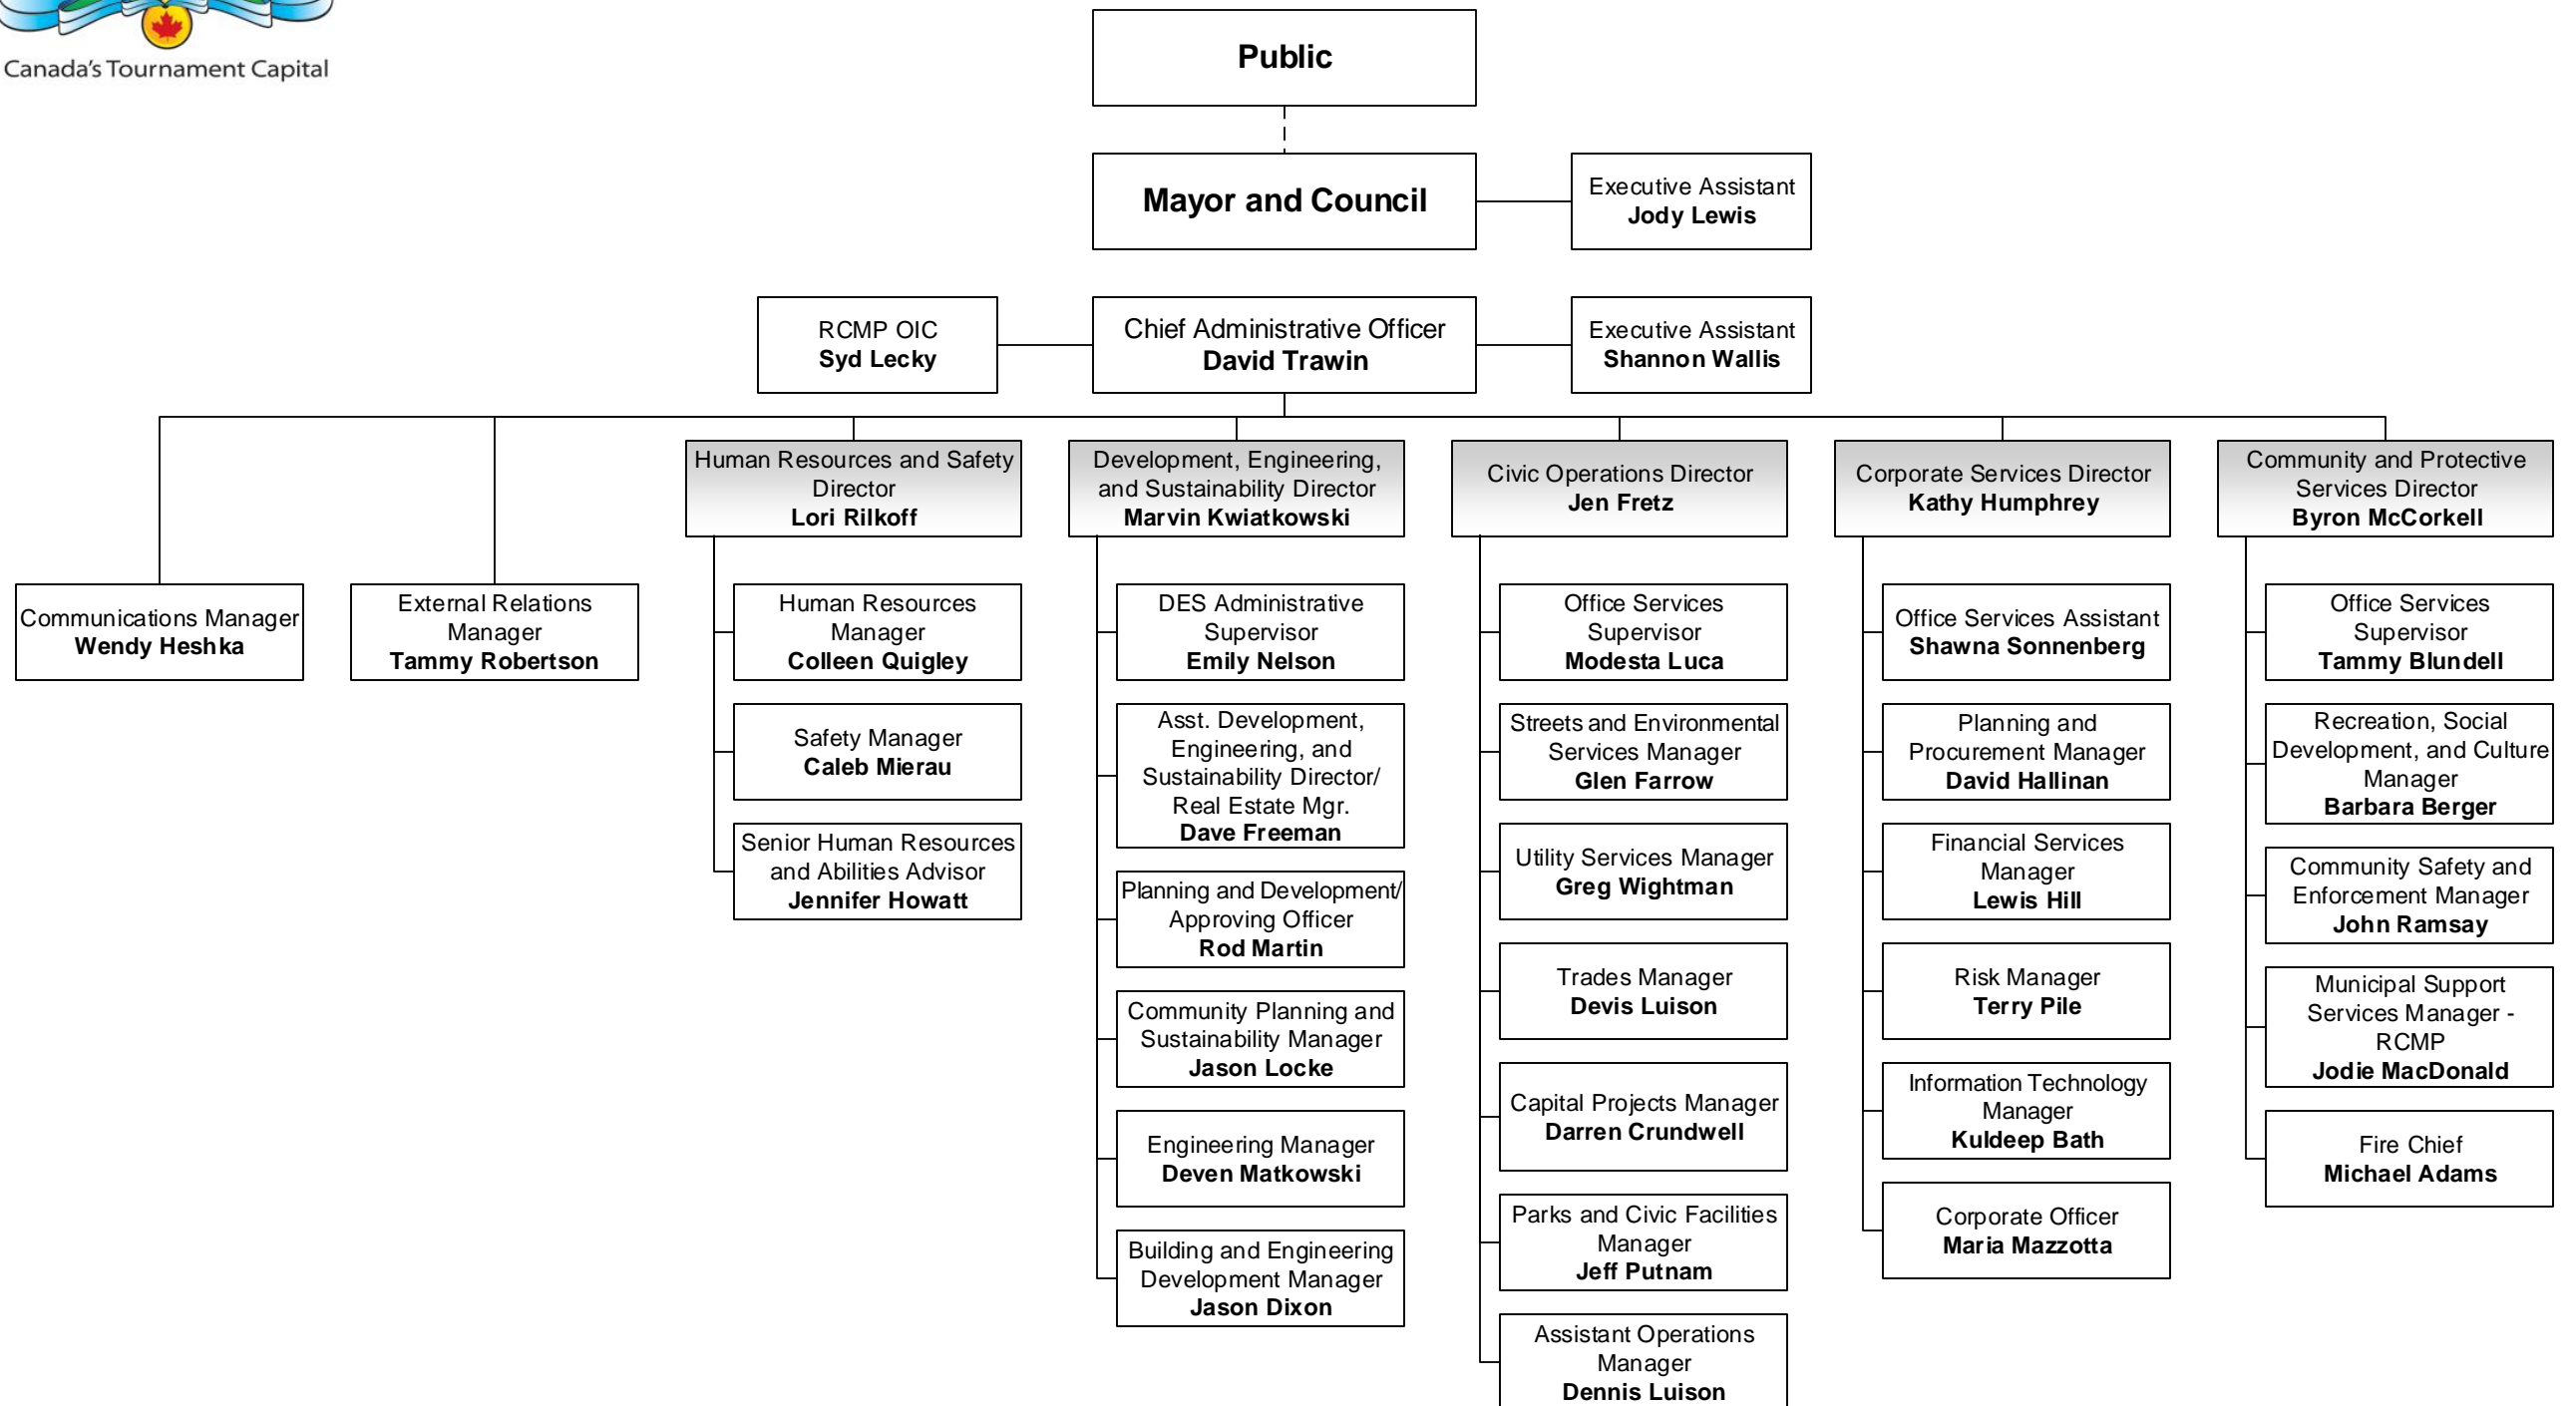 Canada's Tournament Capital
Public
Mayor and Council
Executive Assistant
Jody Lewis
RCMP OIC
Syd Lecky
Chief Administrative Officer
David Trawin
Executive Assistant
Shannon Wallis
Human Resources and Safety
Director
Lori Rilkoff
Development, Engineering,
and Sustainability Director
Marvin Kwiatkowski
Civic Operations Director
Jen Fretz
Corporate Services Director
Kathy Humphrey
Community and Protective
Services Director
Byron McCorkell
Communications Manager
Wendy Heshka
External Relations
Manager
Tammy Robertson
Human Resources
Manager
Colleen Quigley
Safety Manager
Caleb Mierau
Senior Human Resources
and Abilities Advisor
Jennifer Howatt
DES Administrative
Supervisor
Emily Nelson
Asst. Development,
Engineering, and
Sustainability Director/
Real Estate Mgr.
Dave Freeman
Planning and Development/
Approving Officer
Rod Martin
Community Planning and
Sustainability Manager
Jason Locke
Engineering Manager
Deven Matkowski
Building and Engineering
Development Manager
Jason Dixon
Office Services
Supervisor
Modesta Luca
Streets and Environmental
Services Manager
Glen Farrow
Utility Services Manager
Greg Wightman
Trades Manager
Devis Luison
Capital Projects Manager
Darren Crundwell
Parks and Civic Facilities
Manager
Jeff Putnam
Assistant Operations
Manager
Dennis Luison
Office Services Assistant
Shawna Sonnenberg
Planning and
Procurement Manager
David Hallinan
Financial Services
Manager
Lewis Hill
Risk Manager
Terry Pile
Information Technology
Manager
Kuldeep Bath
Corporate Officer
Maria Mazzotta
Office Services
Supervisor
Tammy Blundell
Recreation, Social
Development, and Culture
Manager
Barbara Berger
Community Safety and
Enforcement Manager
John Ramsay
Municipal Support
Services Manager -
RCMP
Jodie MacDonald
Fire Chief
Michael Adams